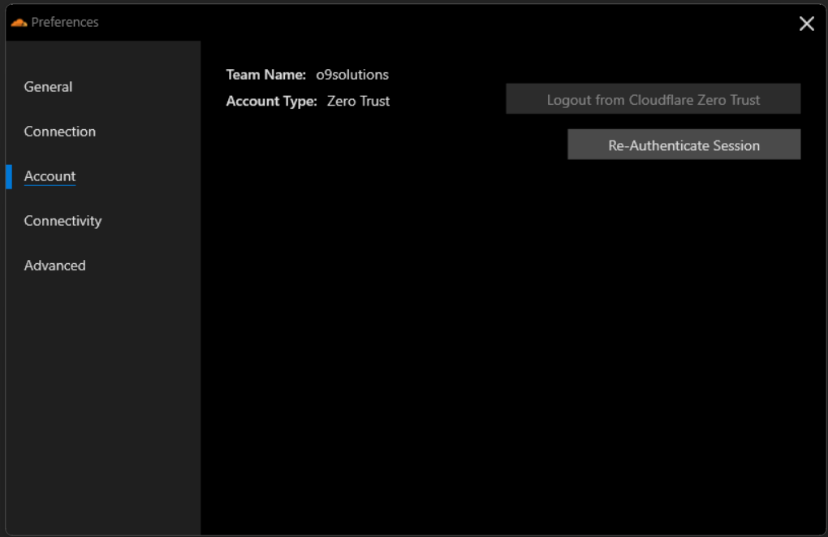 Preferences
General
Connection
Account
Connectivity
Advanced
Team Name: o9solutions
Account Type: Zero Trust
Logout from Cloudflare Zero Trust
Re-Authenticate Session